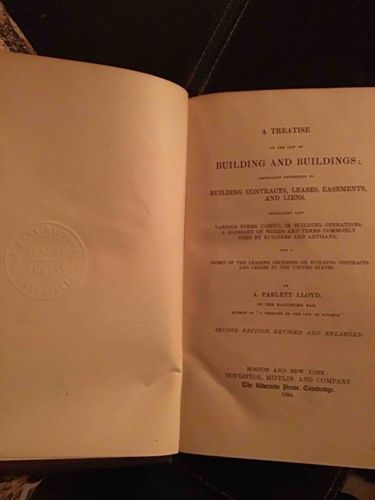 A TREATISE
ON THE LAW OF
BUILDING AND BUILDINGS;
ESPECIALLY REFERRING TO
BUILDING CONTRACTS, LEASES, EASEMENTS,
AND LIENS,
CONTAINING ALSO
VARIOUS FORMS USEFUL IN BUILDING OPERATIONS,
A GLOSSARY OF WORDS AND TERMS COMMONLY
USED BY BUILDERS AND ARTISANS,
AND A
DIGEST OF THE LEADING DECISIONS ON BUILDING CONTRACTS
AND LEASES IN THE UNITED STATES.
BY
A. PARLETT LLOYD,
OF THE BALTIMORE BAR,
AUTHOR OF "A TREATISE ON THE LAW OF DIVORCE"
SECOND EDITION, REVISED AND ENLARGED.
BOSTON AND NEW YORK
HOUGHTON, MIFFLIN AND COMPANY
The Riverside Press, Cambridge.
1894